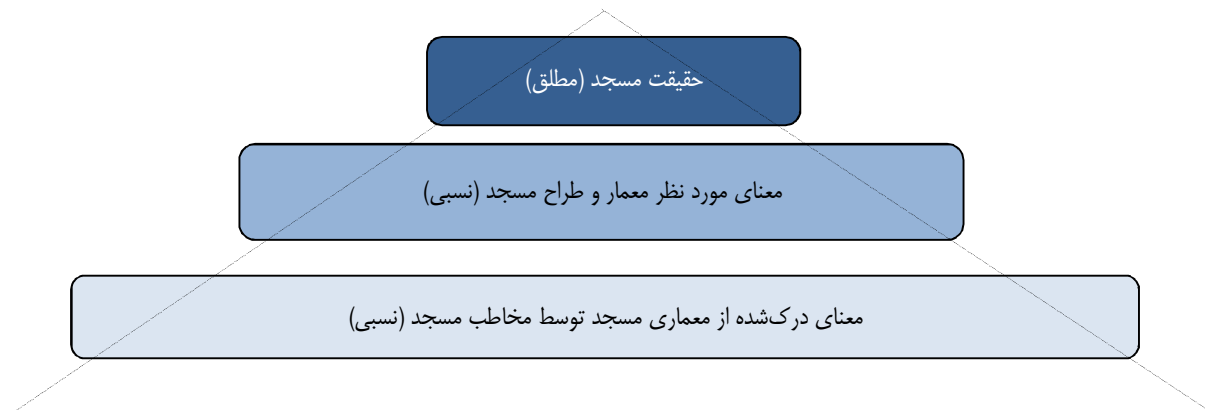 حقیقت مسجد (مطلق)
معنای مورد نظر معمار و طراح مسجد (نسبی)
معنای درک‌شده از معماری مسجد توسط مخاطب مسجد (نسبی)